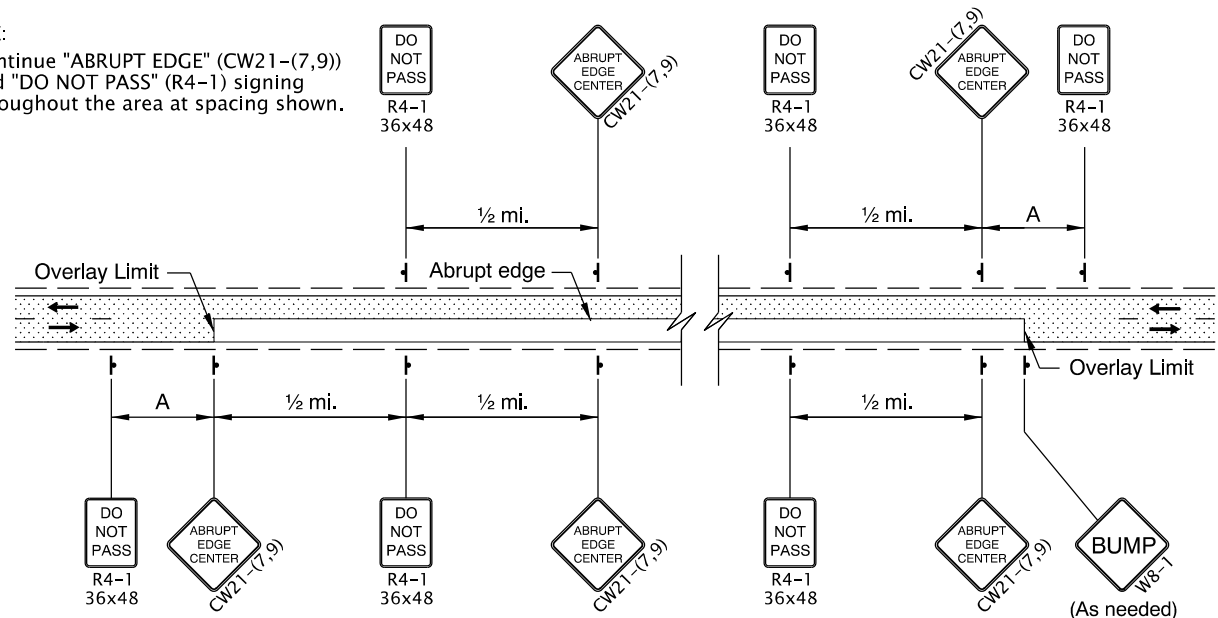 :
ntinue "ABRUPT EDGE" (CW21-(7,9))
"DO NOT PASS" (R4-1) signing
oughout the area at spacing shown.
DO
NOT
PASS
R4-1
36x48
ABRUPT
EDGE
CENTER
CW21-(7,9)
DO
NOT
PASS
R4-1
36x48
ABRUPT
EDGE
CENTER
CW21-(7,9)
DO
NOT
PASS
R4-1
36x48
½ mi.
½ mi.
A
Overlay Limit
Abrupt edge
Overlay Limit
A
½ mi.
½ mi.
½ mi.
DO
NOT
PASS
R4-1
36x48
ABRUPT
EDGE
CENTER
CW21-(7,9)
DO
NOT
PASS
R4-1
36x48
ABRUPT
EDGE
CENTER
CW21-(7,9)
DO
NOT
PASS
R4-1
36x48
ABRUPT
EDGE
CENTER
CW21-(7,9)
BUMP
W8-1
(As needed)